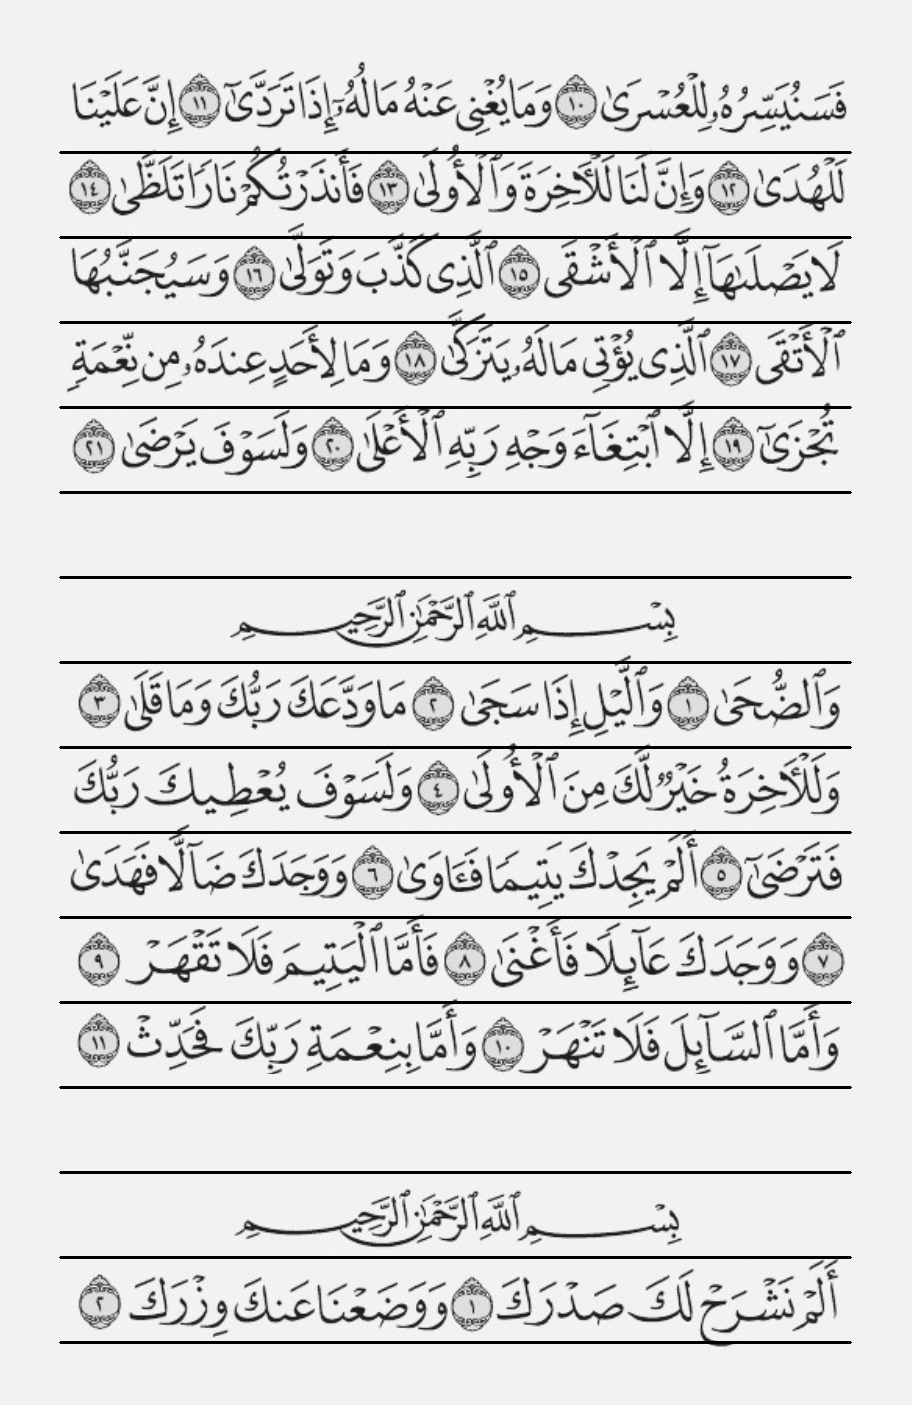 فَسَنُيَسِّرُهُۥ لِلْعُسْرَىٰ ١٠ وَمَا يُغْنِى عَنْهُ مَالُهُۥٓ إِذَا تَرَدَّىٰٓ ١١ إِنَّ عَلَيْنَا
لَلْهُدَىٰ ١٢ وَإِنَّ لَنَا لَلْـَٔاخِرَةَ وَٱلْأُولَىٰ ١٣ فَأَنذَرْتُكُمْ نَارًا تَلَظَّىٰ ١٤
لَا يَصْلَىٰهَآ إِلَّا ٱلْأَشْقَى ١٥ ٱلَّذِى كَذَّبَ وَتَوَلَّىٰ ١٦ وَسَيُجَنَّبُهَا
ٱلْأَتْقَى ١٧ ٱلَّذِى يُؤْتِى مَالَهُۥ يَتَزَكَّىٰ ١٨ وَمَا لِأَحَدٍ عِندَهُۥ مِن نِّعْمَةٍ
تُجْزَىٰٓ ١٩ إِلَّا ٱبْتِغَآءَ وَجْهِ رَبِّهِ ٱلْأَعْلَىٰ ٢٠ وَلَسَوْفَ يَرْضَىٰ ٢١
بِسْمِ ٱللَّهِ ٱلرَّحْمَـٰنِ ٱلرَّحِيمِ
وَٱلضُّحَىٰ ١ وَٱلَّيْلِ إِذَا سَجَىٰ ٢ مَا وَدَّعَكَ رَبُّكَ وَمَا قَلَىٰ ٣
وَلَلْـَٔاخِرَةُ خَيْرٌ لَّكَ مِنَ ٱلْأُولَىٰ ٤ وَلَسَوْفَ يُعْطِيكَ رَبُّكَ
فَتَرْضَىٰٓ ٥ أَلَمْ يَجِدْكَ يَتِيمًا فَـَٔاوَىٰ ٦ وَوَجَدَكَ ضَآلًّا فَهَدَىٰ
٧ وَوَجَدَكَ عَآئِلًا فَأَغْنَىٰ ٨ فَأَمَّا ٱلْيَتِيمَ فَلَا تَقْهَرْ ٩
وَأَمَّا ٱلسَّآئِلَ فَلَا تَنْهَرْ ١٠ وَأَمَّا بِنِعْمَةِ رَبِّكَ فَحَدِّثْ ١١
بِسْمِ ٱللَّهِ ٱلرَّحْمَـٰنِ ٱلرَّحِيمِ
أَلَمْ نَشْرَحْ لَكَ صَدْرَكَ ١ وَوَضَعْنَا عَنكَ وِزْرَكَ ٢